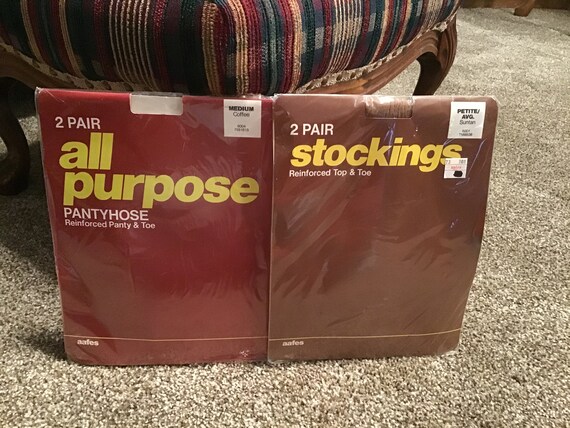 2 PAIR
all
purpose
PANTYHOSE
Reinforced Panty & Toe
MEDIUM
Coffee
aafes
2 PAIR
stockings
Reinforced Top & Toe
PETITE/
AVG.
Suntan
aafes